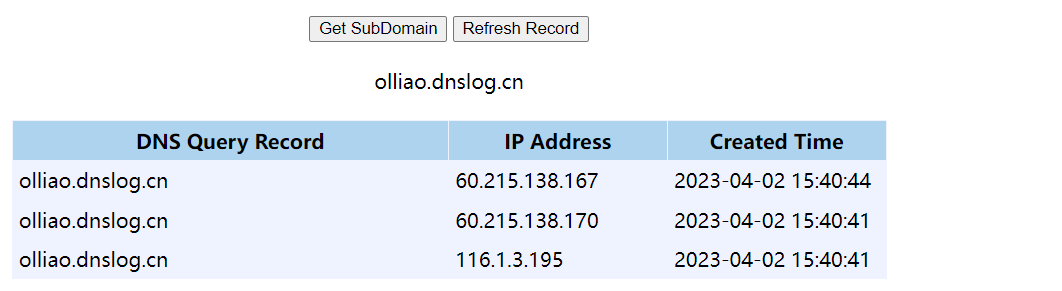 Get SubDomain Refresh Record
olliao.dnslog.cn
DNS Query Record IP Address Created Time
olliao.dnslog.cn 60.215.138.167 2023-04-02 15:40:44
olliao.dnslog.cn 60.215.138.170 2023-04-02 15:40:41
olliao.dnslog.cn 116.1.3.195 2023-04-02 15:40:41